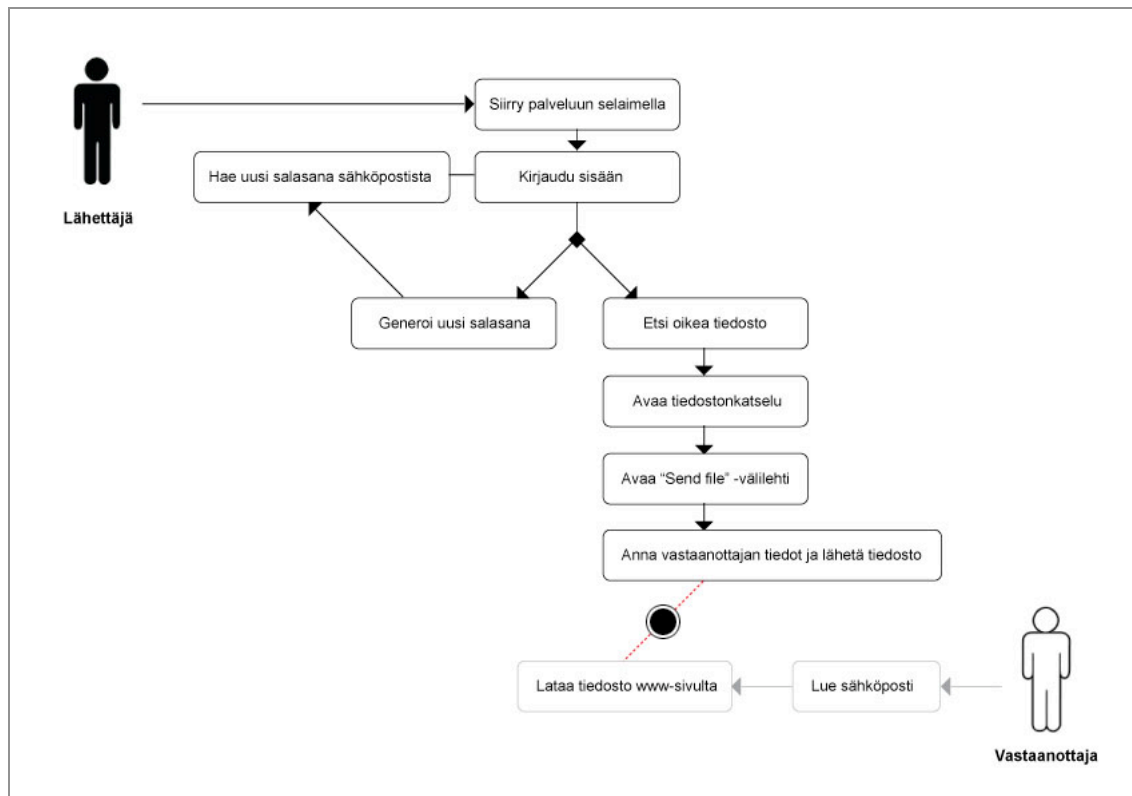 Siirry palveluun selaimella
Hae uusi salasana sähköpostista
Kirjaudu sisään
Lähettäjä
Generoi uusi salasana
Etsi oikea tiedosto
Avaa tiedostonkatselu
Avaa “Send file” -välilehti
Anna vastaanottajan tiedot ja lähetä tiedosto
Lataa tiedosto www-sivulta
Lue sähköposti
Vastaanottaja